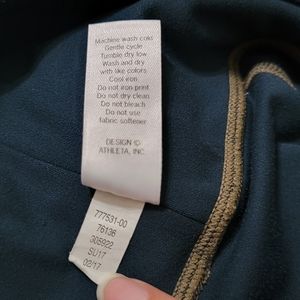 Machine wash cold
Gentle cycle
Tumble dry low
Wash and dry
with like colors
Cool iron
Do not iron print
Do not dry clean
Do not bleach
Do not use
fabric softener
DESIGN ©
ATHLETA, INC.
777531-00
76136
305922
SU17
02/17